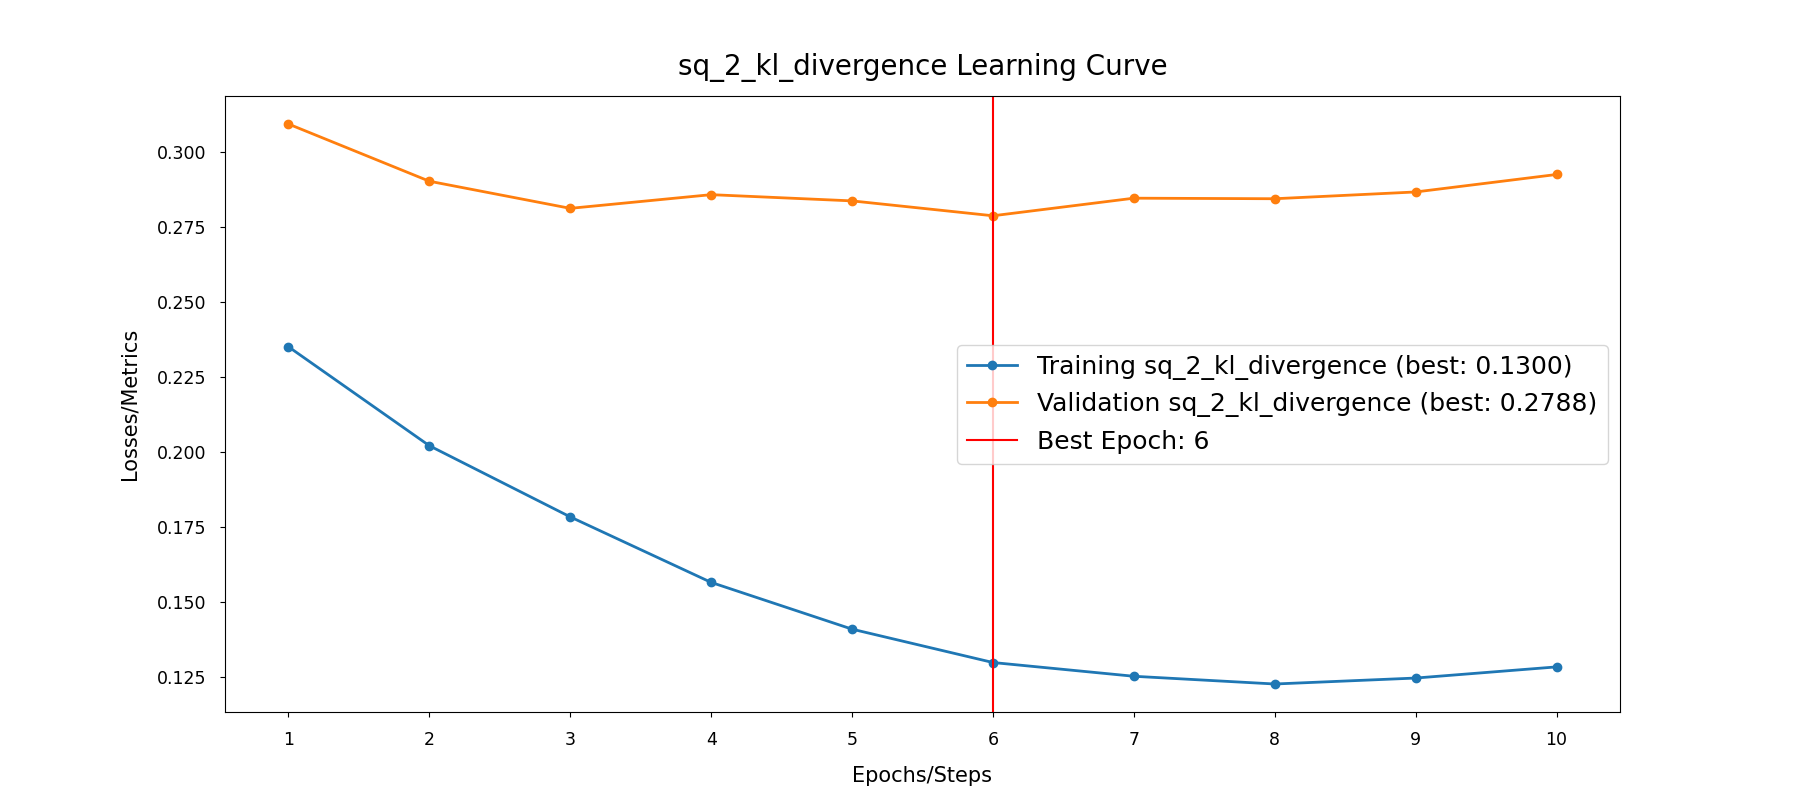 sq_2_kl_divergence Learning Curve
0.300
0.275
0.250
0.225
0.200
0.175
0.150
0.125
Losses/Metrics
Training sq_2_kl_divergence (best: 0.1300)
Validation sq_2_kl_divergence (best: 0.2788)
Best Epoch: 6
1 2 3 4 5 6 7 8 9 10
Epochs/Steps